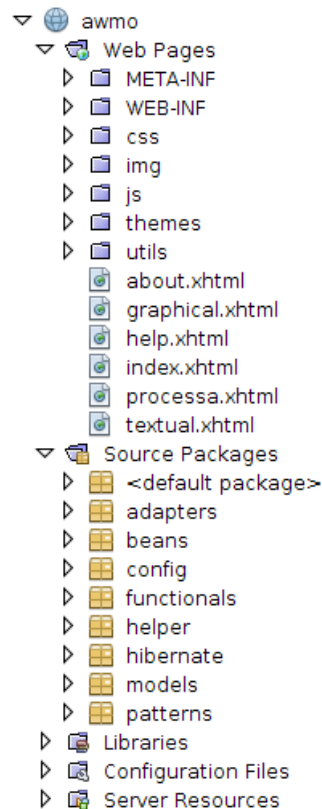 awmo
Web Pages
META-INF
WEB-INF
css
img
js
themes
utils
about.xhtml
graphical.xhtml
help.xhtml
index.xhtml
processa.xhtml
textual.xhtml
Source Packages
<default package>
adapters
beans
config
functionals
helper
hibernate
models
patterns
Libraries
Configuration Files
Server Resources